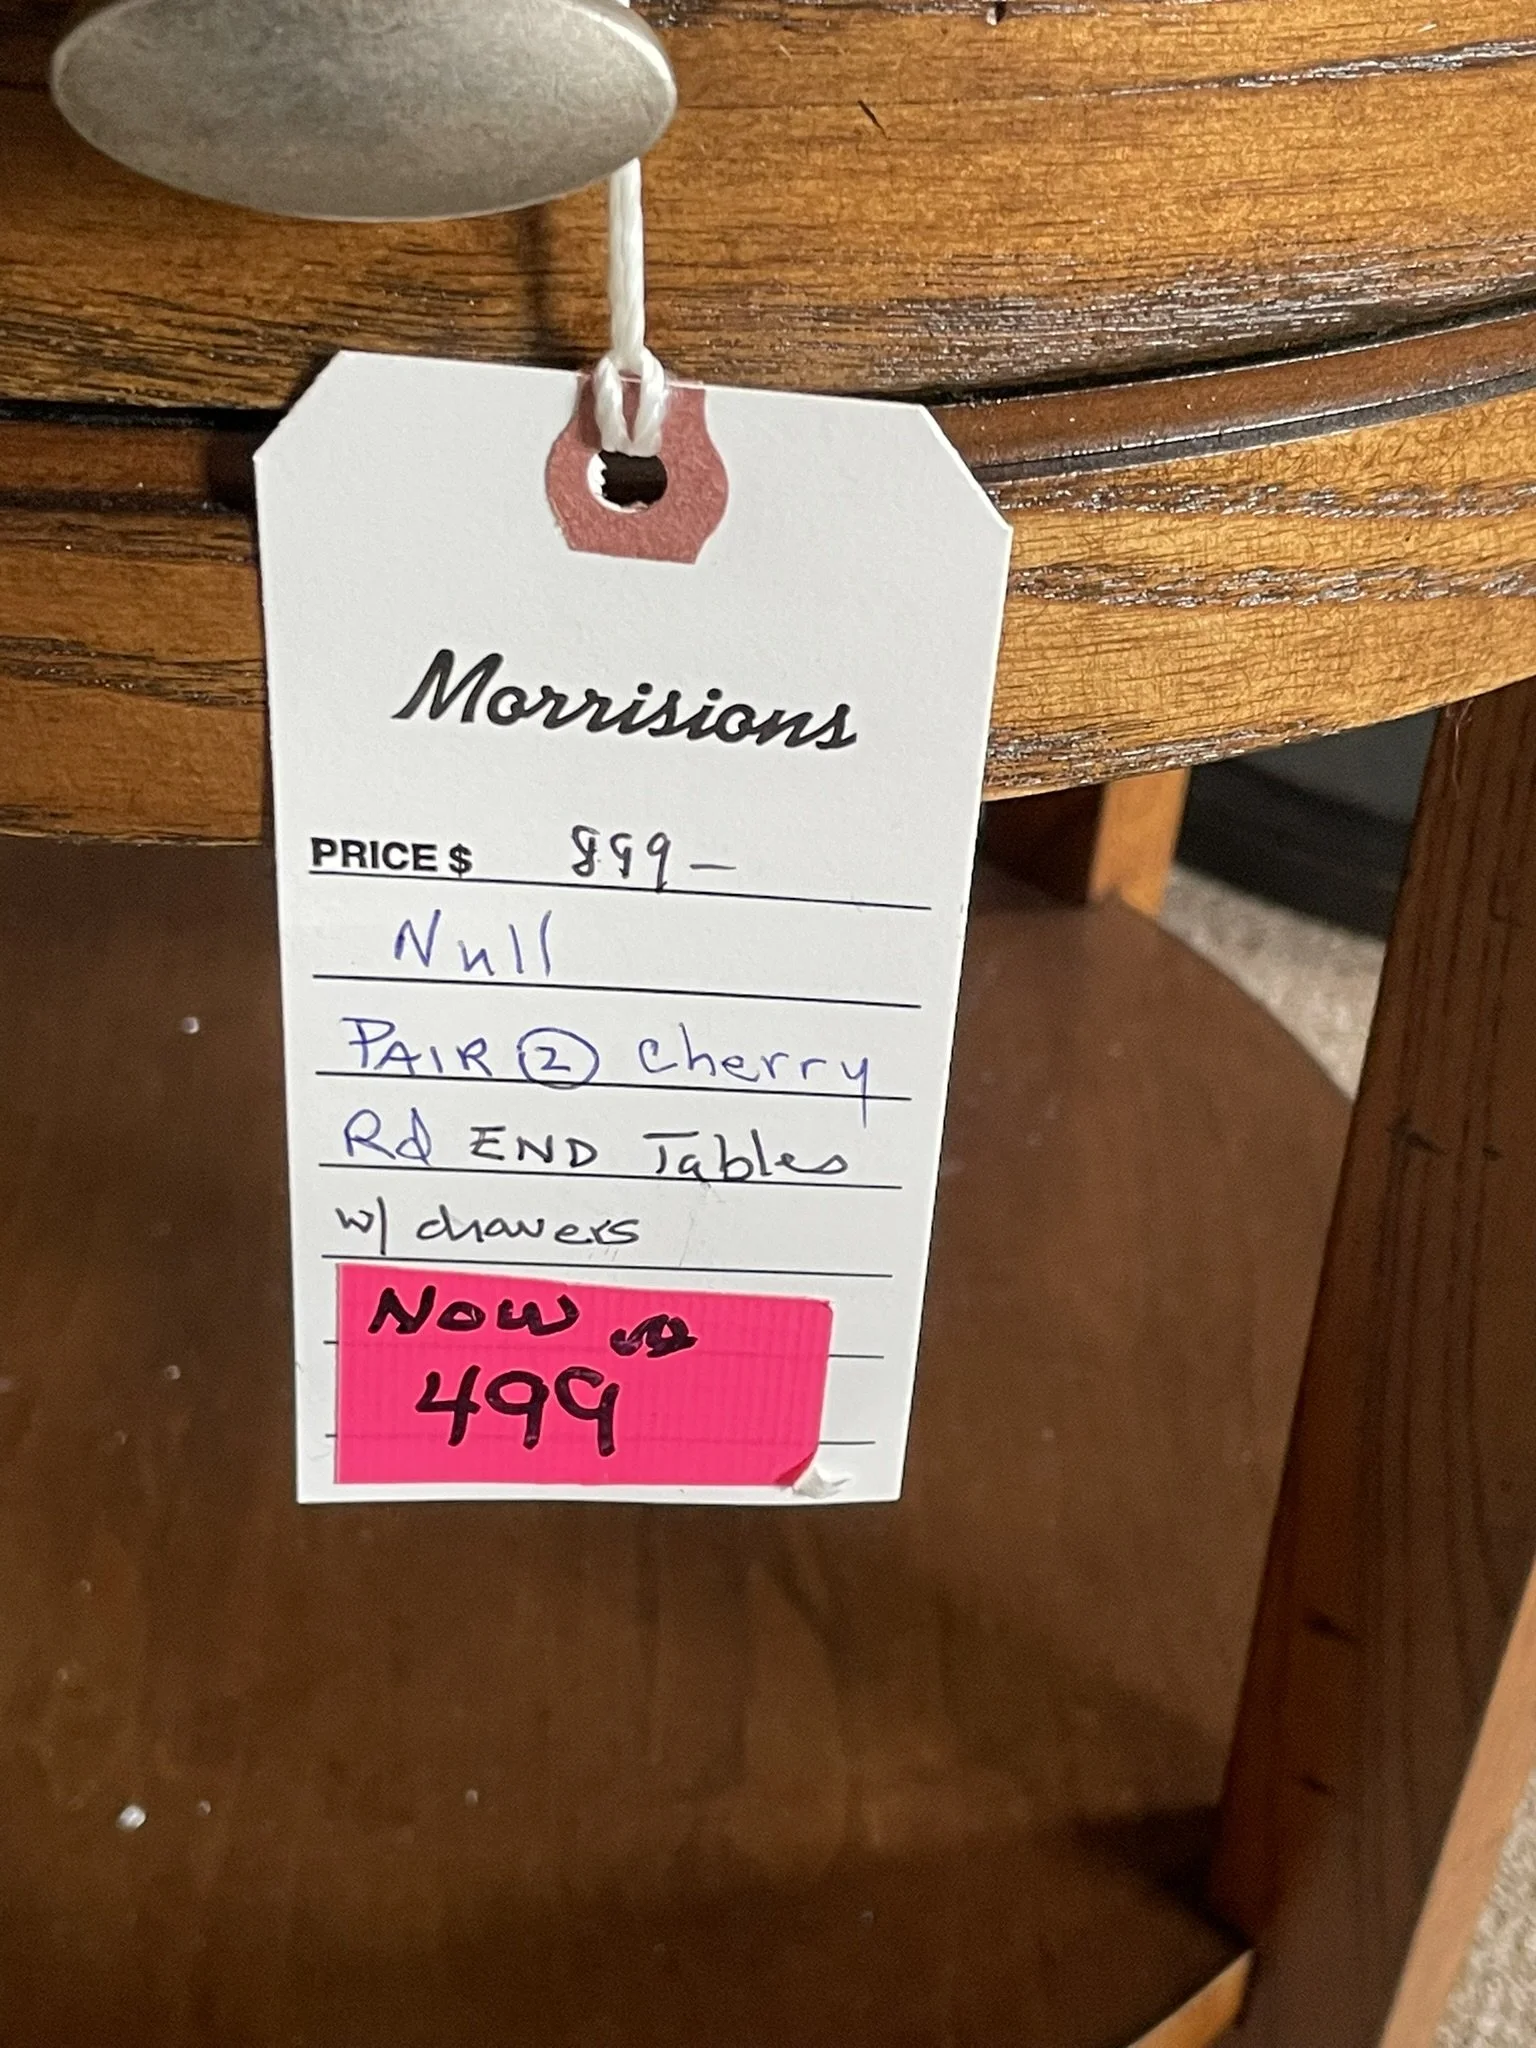 Morrisions
PRICE $ 899—
Null
PAIR ② Cherry
Rd END Tables
w/ drawers
NOW
499